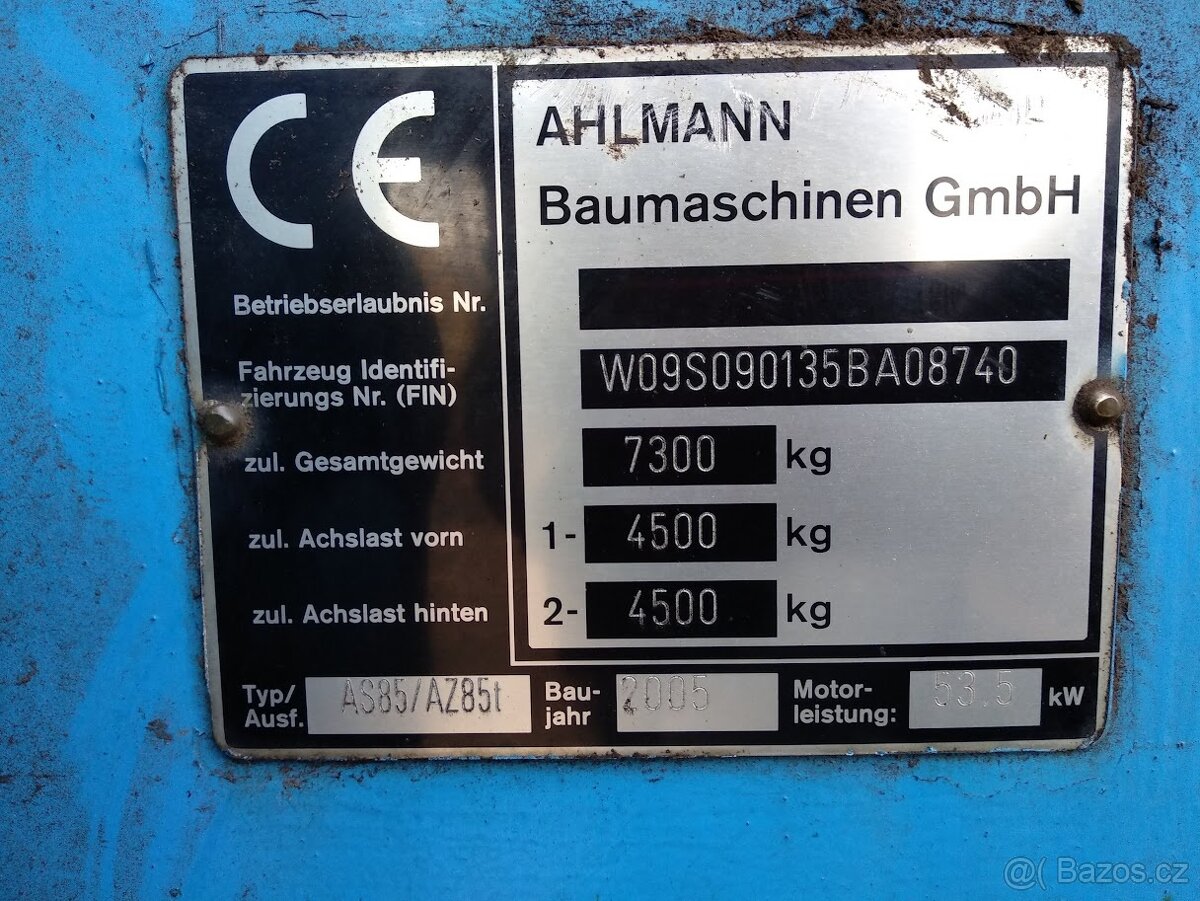 CE
AHLMANN
Baumaschinen GmbH
Betriebserlaubnis Nr.
Fahrzeug Identifi-
zierungs Nr. (FIN)
W09S090135BA08740
zul. Gesamtgewicht 7300 kg
zul. Achslast vorn 1- 4500 kg
zul. Achslast hinten 2- 4500 kg
Typ/
Ausf.
AS85/AZ85t
Bau-
jahr
2005
Motor-
leistung:
53.5 kW
@( Bazos.cz